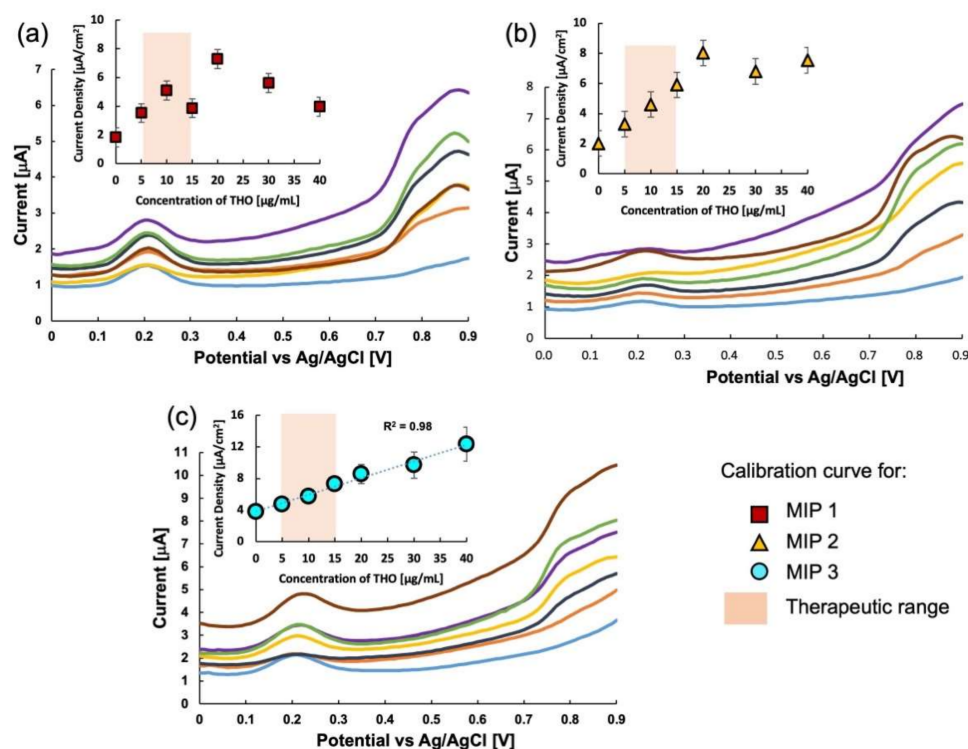 (a)
Current Density [µA/cm²]
10
8
6
4
2
0
0 5 10 15 20 30 40
Concentration of THO [µg/mL]
Current [µA]
7
6
5
4
3
2
1
0
0 0.1 0.2 0.3 0.4 0.5 0.6 0.7 0.8 0.9
Potential vs Ag/AgCl [V]
(b)
Current Density [µA/cm²]
10
8
6
4
2
0
0 5 10 15 20 30 40
Concentration of THO [µg/mL]
Current [µA]
8
7
6
5
4
3
2
1
0
0.0 0.1 0.2 0.3 0.4 0.5 0.6 0.7 0.8 0.9
Potential vs Ag/AgCl [V]
(c)
Current Density [µA/cm²]
16
12
8
4
0
R² = 0.98
0 5 10 15 20 30 40
Concentration of THO [µg/mL]
Current [µA]
11
10
9
8
7
6
5
4
3
2
1
0
0 0.1 0.2 0.3 0.4 0.5 0.6 0.7 0.8 0.9
Potential vs Ag/AgCl [V]
Calibration curve for:
MIP 1
MIP 2
MIP 3
Therapeutic range